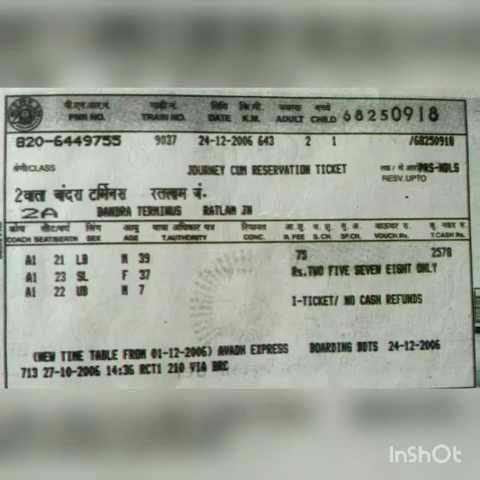 पी.एन.आर.नं. गाड़ी नं. तिथि कि.मी. वयस्क बच्चे
PNR NO. TRAIN NO. DATE K.M. ADULT CHILD 68250918
820-6449755 9037 24-12-2006 643 2 1 /68250918
श्रेणी/CLASS JOURNEY CUM RESERVATION TICKET PRS-NDLS
RESV. UPTO
2वाता बांदरा टर्मिनस रतलाम जं.
2A BANDRA TERMINUS RATLAM JN
कोच सीट/बर्थ लिंग आयु यात्रा अधिकार पत्र रियायत आ.शु. सु.शु. वाउचर रु. कु. नकद रु.
COACH SEAT/BERTH SEX AGE T.AUTHORITY CONC. R.FEE S.CH. SF.CH. VOUCH.Rs. T.CASH Rs.
A1 21 LB M 39 75 2578
A1 23 SL F 37 Rs.TWO FIVE SEVEN EIGHT ONLY
A1 22 UB M 7
I-TICKET/ NO CASH REFUNDS
(NEW TIME TABLE FROM 01-12-2006) AVADH EXPRESS BOARDING BDTS 24-12-2006
713 27-10-2006 14:36 RCT1 210 VIA BRC
InShOt